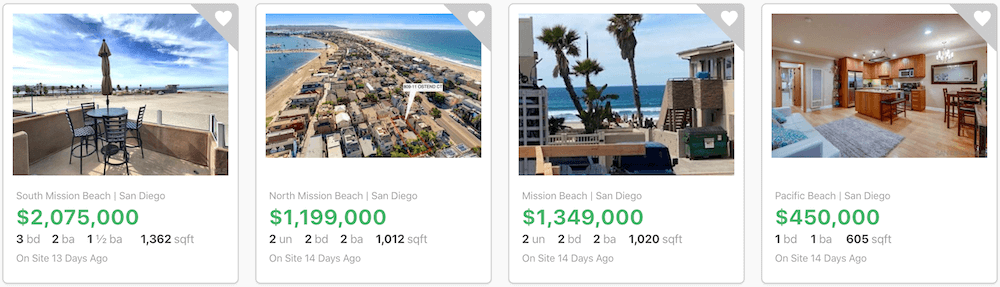 809-11 OSTEND CT
South Mission Beach | San Diego
$2,075,000
3 bd 2 ba 1 ½ ba 1,362 sqft
On Site 13 Days Ago
North Mission Beach | San Diego
$1,199,000
2 un 2 bd 2 ba 1,012 sqft
On Site 14 Days Ago
Mission Beach | San Diego
$1,349,000
2 un 2 bd 2 ba 1,020 sqft
On Site 14 Days Ago
Pacific Beach | San Diego
$450,000
1 bd 1 ba 605 sqft
On Site 14 Days Ago